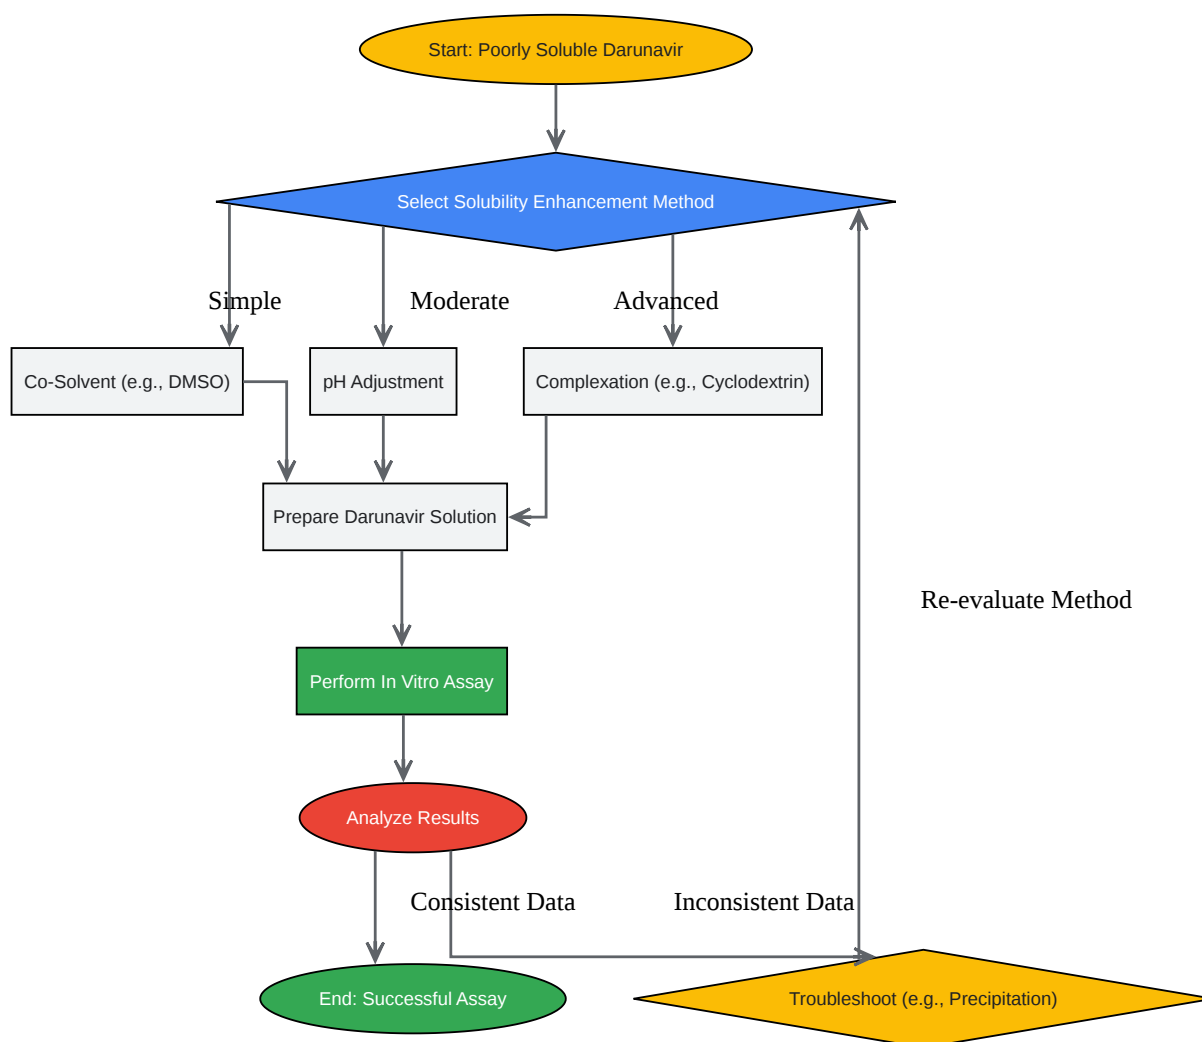 Start: Poorly Soluble Darunavir
Select Solubility Enhancement Method
Simple
Moderate
Advanced
Co-Solvent (e.g., DMSO)
pH Adjustment
Complexation (e.g., Cyclodextrin)
Prepare Darunavir Solution
Re-evaluate Method
Perform In Vitro Assay
Analyze Results
Consistent Data
Inconsistent Data
End: Successful Assay
Troubleshoot (e.g., Precipitation)